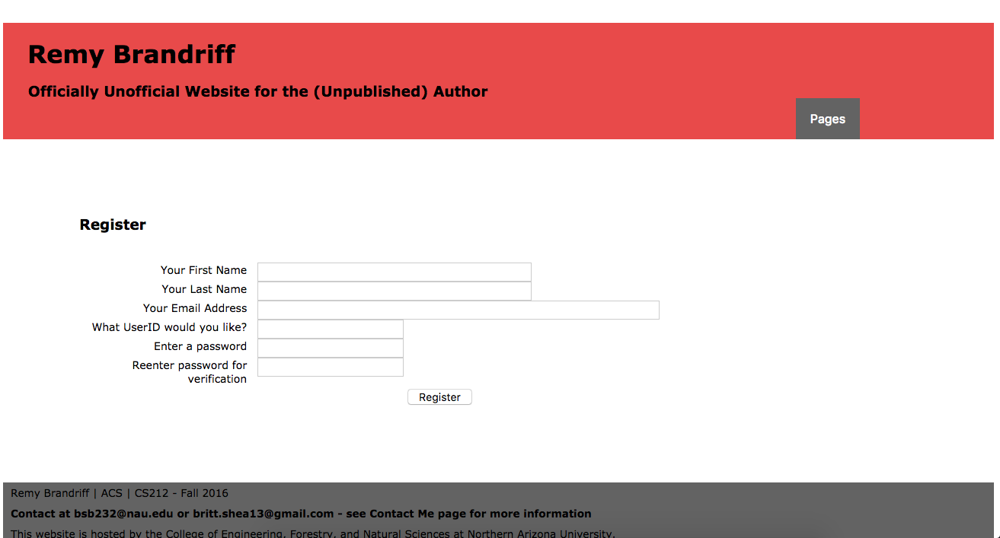 Remy Brandriff
Officially Unofficial Website for the (Unpublished) Author
Pages
Register
Your First Name
Your Last Name
Your Email Address
What UserID would you like?
Enter a password
Reenter password for
verification
Register
Remy Brandriff | ACS | CS212 - Fall 2016
Contact at bsb232@nau.edu or britt.shea13@gmail.com - see Contact Me page for more information
This website is hosted by the College of Engineering, Forestry, and Natural Sciences at Northern Arizona University.